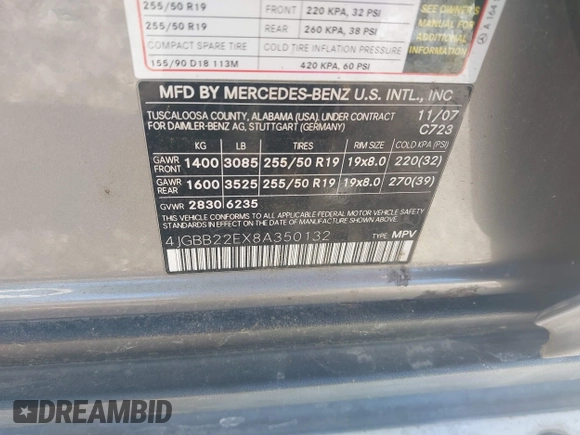 255/50 R19 FRONT 220 KPA, 32 PSI
255/50 R19 REAR 260 KPA, 38 PSI
COMPACT SPARE TIRE COLD TIRE INFLATION PRESSURE
155/90 D18 113M 420 KPA, 60 PSI
SEE OWNER'S
MANUAL FOR
ADDITIONAL
INFORMATION
A 164
MFD BY MERCEDES-BENZ U.S. INTL., INC
TUSCALOOSA COUNTY, ALABAMA (USA), UNDER CONTRACT
FOR DAIMLER-BENZ AG, STUTTGART (GERMANY)
11/07
C723
KG LB TIRES RIM SIZE COLD KPA (PSI)
GAWR FRONT 1400 3085 255/50 R19 19x8.0 220(32)
GAWR REAR 1600 3525 255/50 R19 19x8.0 270(39)
GVWR 2830 6235
THIS VEHICLE CONFORMS TO ALL APPLICABLE FEDERAL
MOTOR VEHICLE SAFETY STANDARDS IN EFFECT ON THE
DATE OF MANUFACTURE SHOWN ABOVE.
4JGBB22EX8A350132 TYPE: MPV
DREAMBID